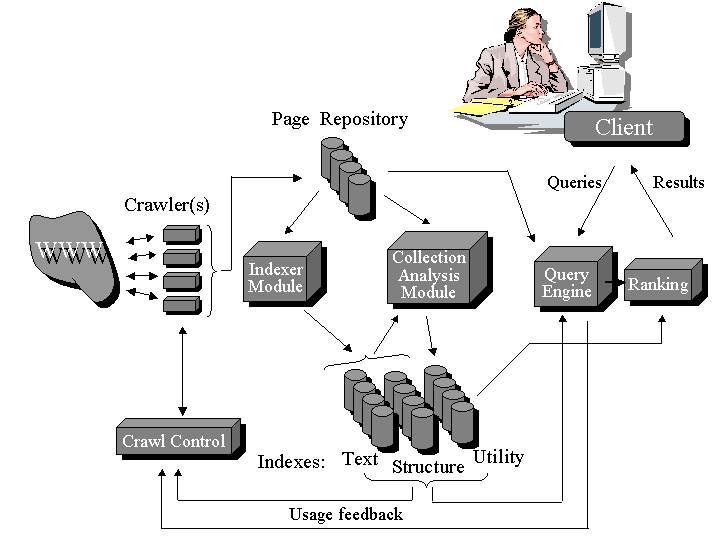 Client
Page Repository
Queries
Results
Crawler(s)
WWW
Indexer
Module
Collection
Analysis
Module
Query
Engine
Ranking
Crawl Control
Indexes: Text Structure Utility
Usage feedback